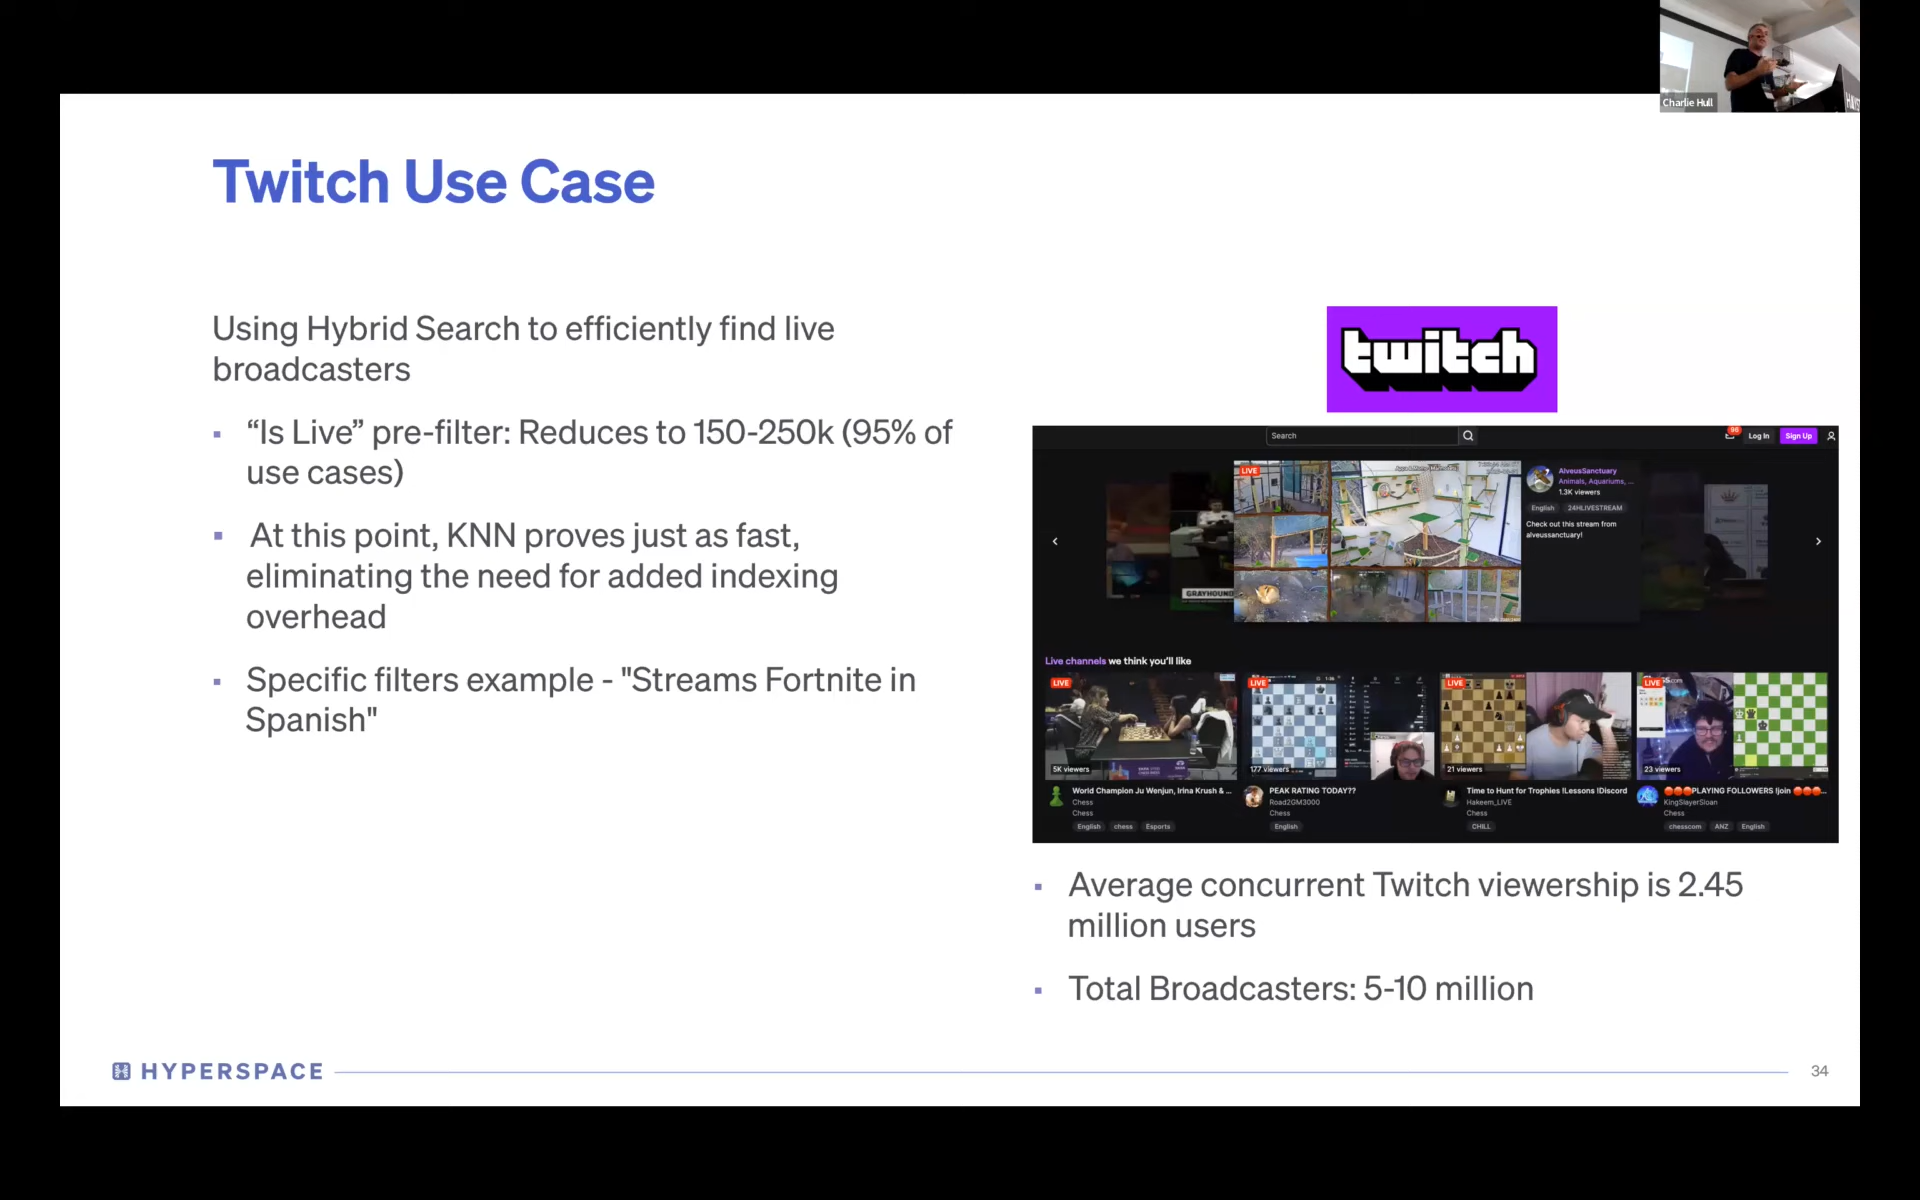 Charlie Hull
Twitch Use Case
Using Hybrid Search to efficiently find live
broadcasters
▪ “Is Live” pre-filter: Reduces to 150-250k (95% of
use cases)
▪ At this point, KNN proves just as fast,
eliminating the need for added indexing
overhead
▪ Specific filters example - "Streams Fortnite in
Spanish"
twitch
Search
Log In
Sign Up
LIVE
AlveusSanctuary
Animals, Aquariums, ...
1.3K viewers
English 24HLIVESTREAM
Check out this stream from
alveussanctuary!
GRAYHOUND
Live channels we think you'll like
LIVE
5K viewers
World Champion Ju Wenjun, Irina Krush & ...
Chess
Chess
English chess Esports
LIVE
177 viewers
PEAK RATING TODAY??
Road2GM3000
Chess
English
LIVE
21 viewers
Time to Hunt for Trophies !Lessons !Discord
Hakeem_LIVE
Chess
CHILL
LIVE
23 viewers
PLAYING FOLLOWERS !join
KingSlayerSloan
Chess
chesscom ANZ English
▪ Average concurrent Twitch viewership is 2.45
million users
▪ Total Broadcasters: 5-10 million
HYPERSPACE
34